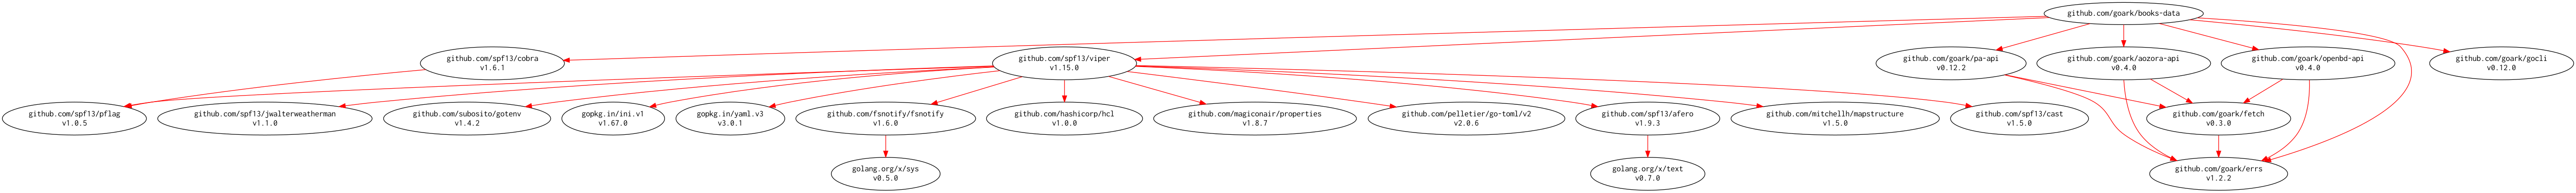 github.com/goark/books-data
github.com/spf13/cobra
v1.6.1
github.com/spf13/viper
v1.15.0
github.com/goark/pa-api
v0.12.2
github.com/goark/aozora-api
v0.4.0
github.com/goark/openbd-api
v0.4.0
github.com/goark/gocli
v0.12.0
github.com/spf13/pflag
v1.0.5
github.com/spf13/jwalterweatherman
v1.1.0
github.com/subosito/gotenv
v1.4.2
gopkg.in/ini.v1
v1.67.0
gopkg.in/yaml.v3
v3.0.1
github.com/fsnotify/fsnotify
v1.6.0
github.com/hashicorp/hcl
v1.0.0
github.com/magiconair/properties
v1.8.7
github.com/pelletier/go-toml/v2
v2.0.6
github.com/spf13/afero
v1.9.3
github.com/mitchellh/mapstructure
v1.5.0
github.com/spf13/cast
v1.5.0
github.com/goark/fetch
v0.3.0
golang.org/x/sys
v0.5.0
golang.org/x/text
v0.7.0
github.com/goark/errs
v1.2.2